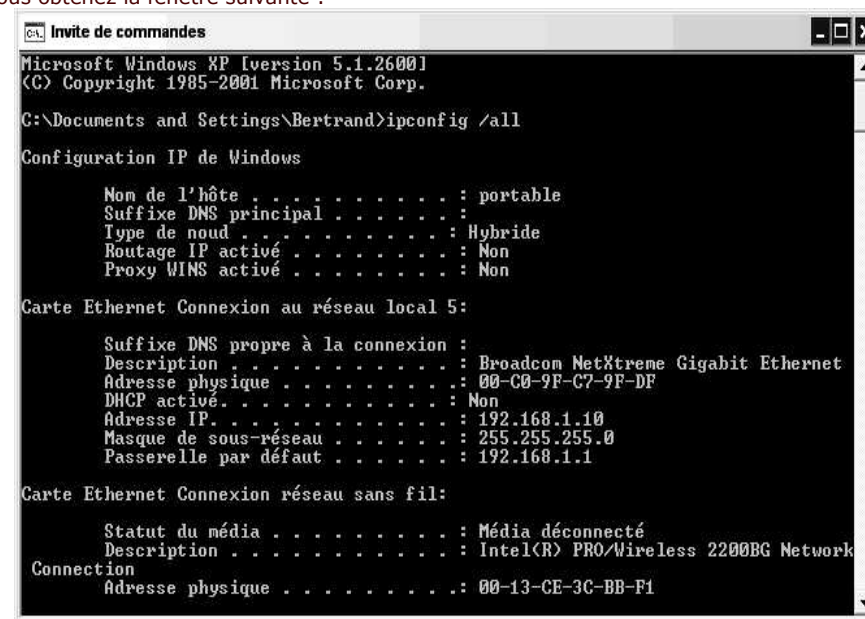 ous obtenez la fenêtre suivante :
Invite de commandes
Microsoft Windows XP [version 5.1.2600]
(C) Copyright 1985-2001 Microsoft Corp.
C:\Documents and Settings\Bertrand>ipconfig /all
Configuration IP de Windows
Nom de l'hôte . . . . . . . . . . . : portable
Suffixe DNS principal . . . . . . :
Type de noud . . . . . . . . . . . : Hybride
Routage IP activé . . . . . . . . : Non
Proxy WINS activé . . . . . . . . : Non
Carte Ethernet Connexion au réseau local 5:
Suffixe DNS propre à la connexion :
Description . . . . . . . . . . . : Broadcom NetXtreme Gigabit Ethernet
Adresse physique . . . . . . . . .: 00-C0-9F-C7-9F-DF
DHCP activé. . . . . . . . . . . : Non
Adresse IP. . . . . . . . . . . . : 192.168.1.10
Masque de sous-réseau . . . . . . : 255.255.255.0
Passerelle par défaut . . . . . . : 192.168.1.1
Carte Ethernet Connexion réseau sans fil:
Statut du média . . . . . . . . . : Média déconnecté
Description . . . . . . . . . . . : Intel(R) PRO/Wireless 2200BG Network
Connection
Adresse physique . . . . . . . . .: 00-13-CE-3C-BB-F1